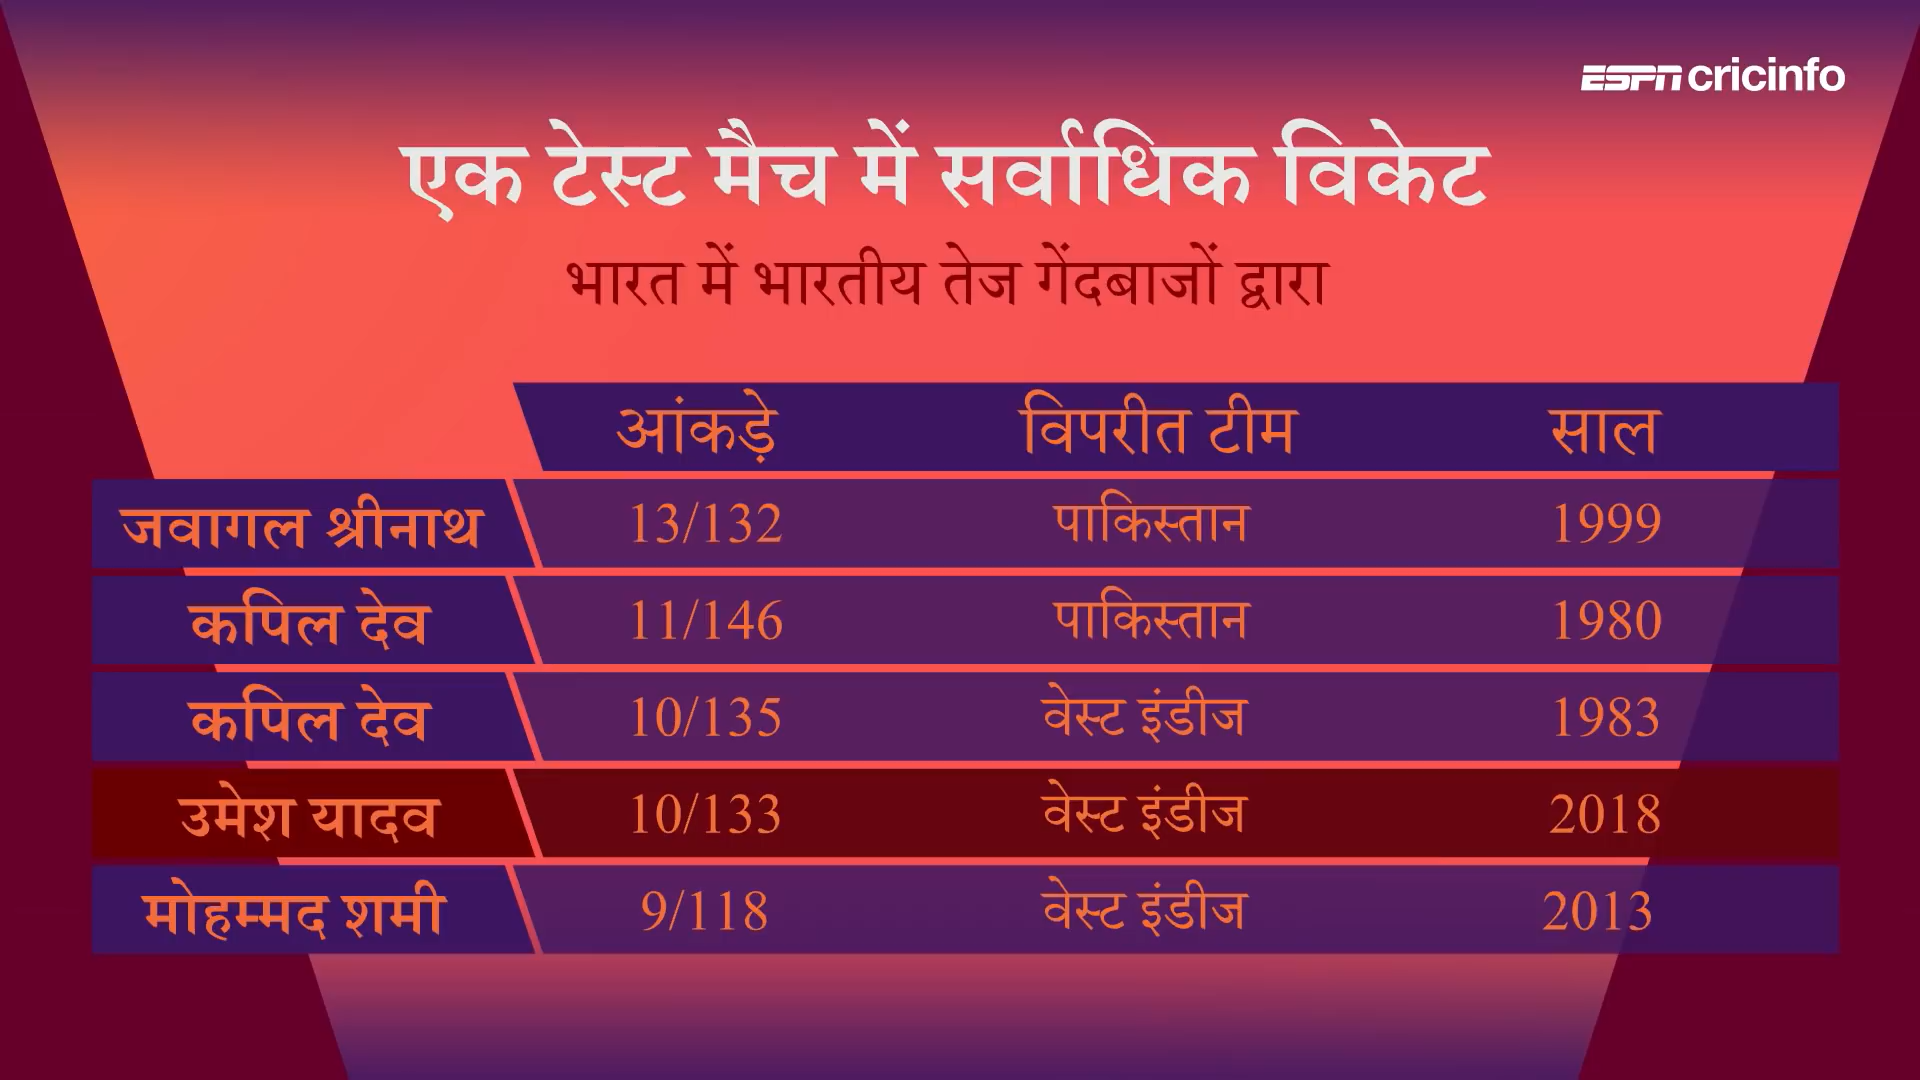 ESPN cricinfo
एक टेस्ट मैच में सर्वाधिक विकेट
भारत में भारतीय तेज गेंदबाजों द्वारा
आंकड़े विपरीत टीम साल
जवागल श्रीनाथ 13/132 पाकिस्तान 1999
कपिल देव 11/146 पाकिस्तान 1980
कपिल देव 10/135 वेस्ट इंडीज 1983
उमेश यादव 10/133 वेस्ट इंडीज 2018
मोहम्मद शमी 9/118 वेस्ट इंडीज 2013